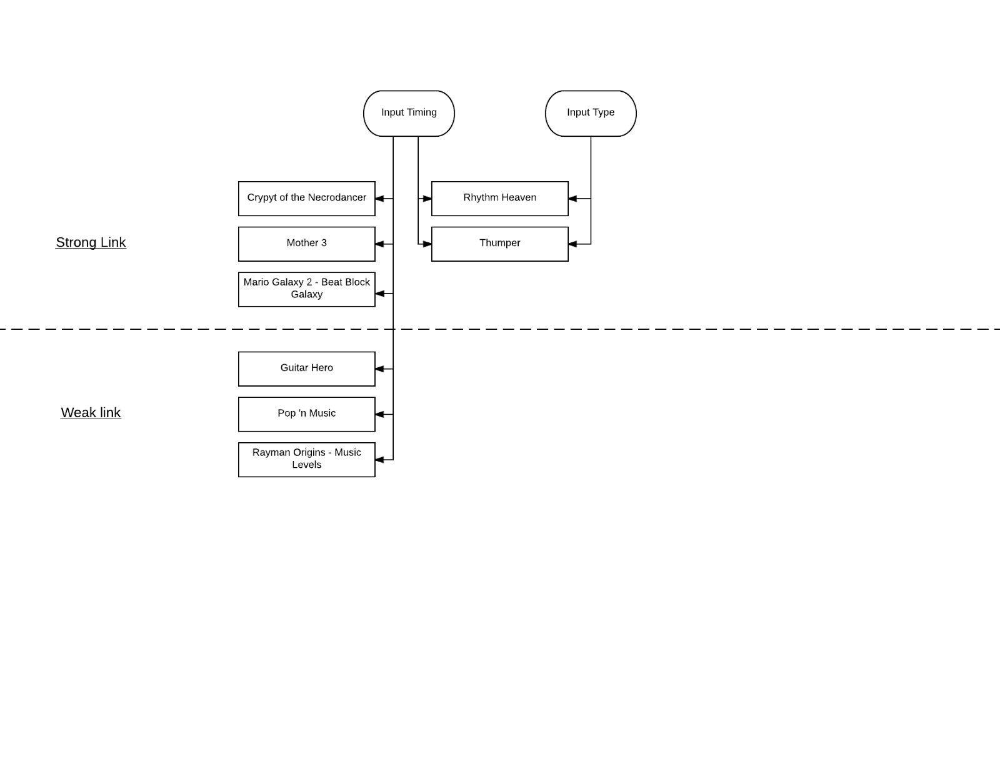 Input Timing
Input Type
Crypyt of the Necrodancer
Rhythm Heaven
Strong Link
Mother 3
Thumper
Mario Galaxy 2 - Beat Block
Galaxy
Guitar Hero
Weak link
Pop 'n Music
Rayman Origins - Music
Levels